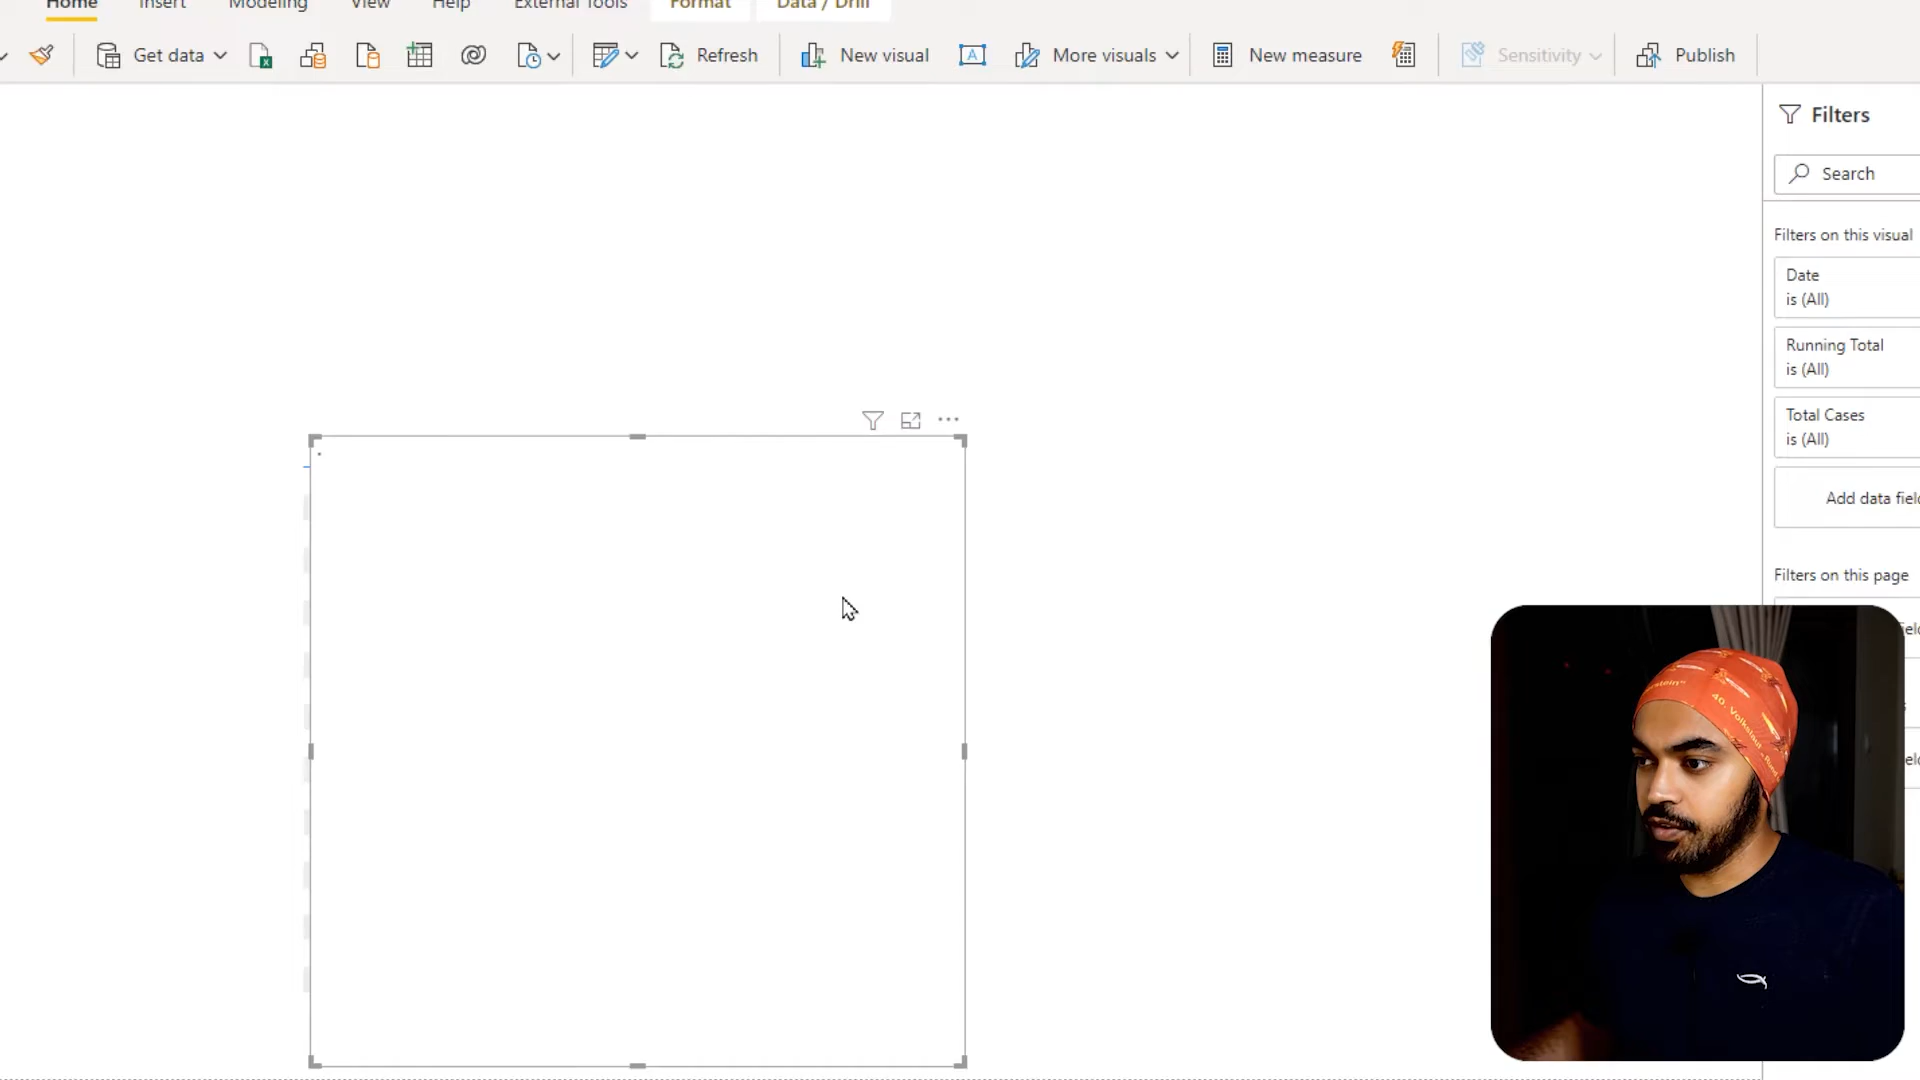 Home Insert Modeling View Help External Tools Format Data / Drill
Get data Refresh New visual More visuals New measure Sensitivity Publish
Filters
Search
Filters on this visual
Date
is (All)
Running Total
is (All)
Total Cases
is (All)
Add data
Filters on this page
40. Volkslauf